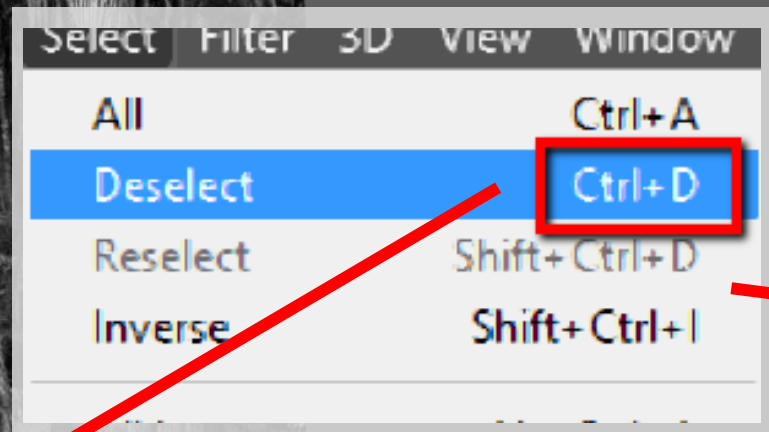 Select Filter 3D View Window
All Ctrl+A
Deselect Ctrl+D
Reselect Shift+Ctrl+D
Inverse Shift+Ctrl+I